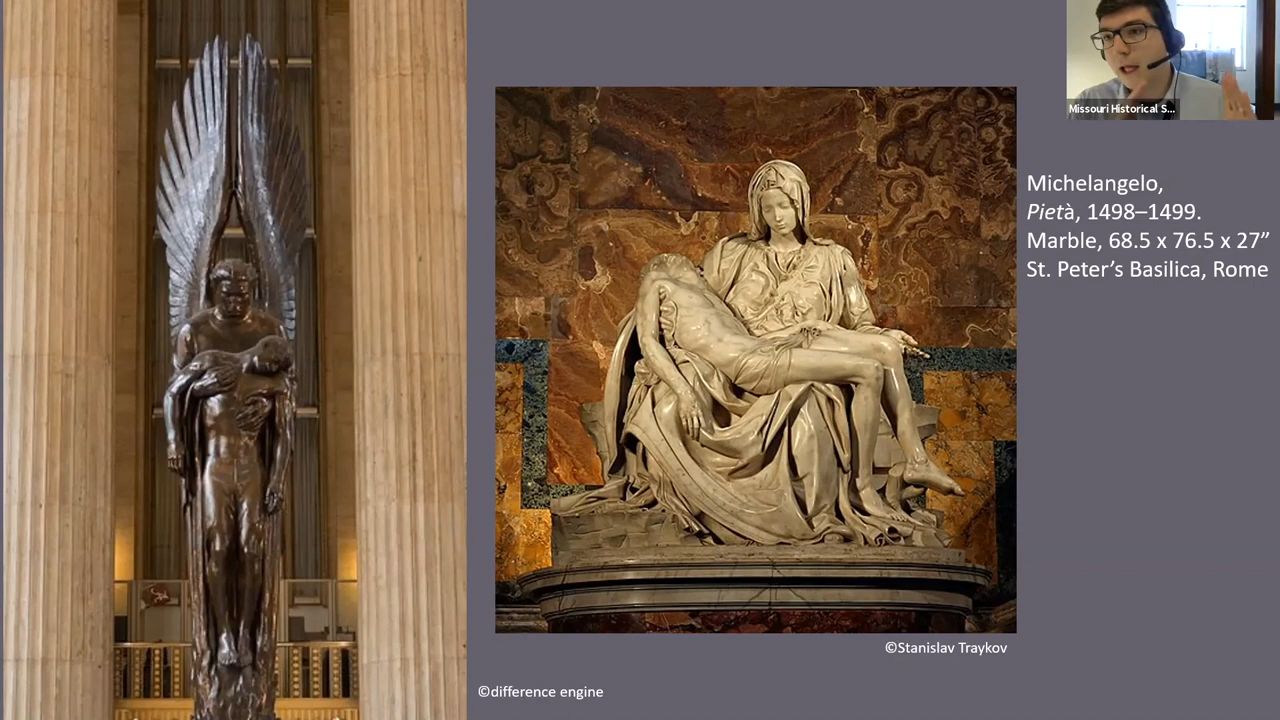 Missouri Historical S...
Michelangelo,
Pietà, 1498–1499.
Marble, 68.5 x 76.5 x 27”
St. Peter’s Basilica, Rome
©Stanislav Traykov
©difference engine